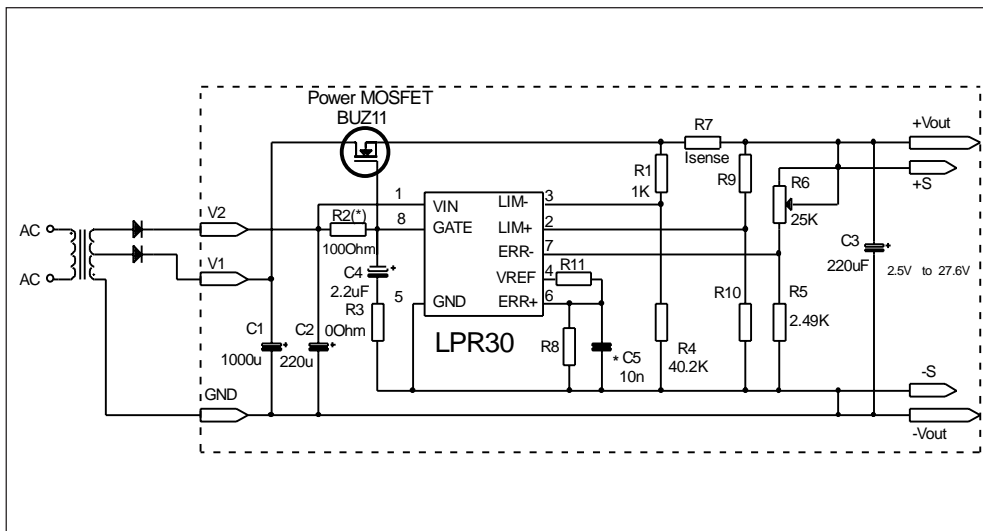 Power MOSFET
BUZ11
R7
Isense
+Vout
+S
R1
1K
R9
R6
25K
1
VIN
LIM-
3
V2
R2(*)
8
GATE
LIM+
2
AC
100Ohm
ERR-
7
V1
C4
2.2uF
VREF
4
R11
C3
220uF
2.5V to 27.6V
AC
R3
5
GND
ERR+
6
R10
R5
2.49K
C1
C2
0Ohm
LPR30
R8
* C5
10n
R4
40.2K
1000u
220u
-S
GND
-Vout